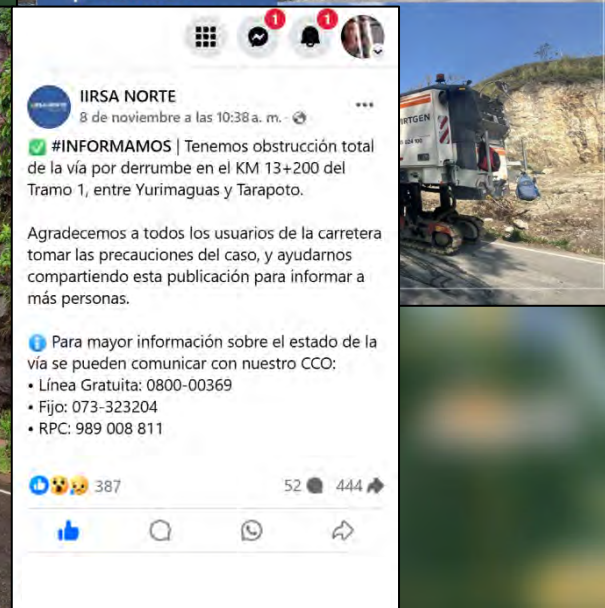 1
1
IIRSA NORTE
8 de noviembre a las 10:38 a. m. ·
#INFORMAMOS | Tenemos obstrucción total
de la vía por derrumbe en el KM 13+200 del
Tramo 1, entre Yurimaguas y Tarapoto.
Agradecemos a todos los usuarios de la carretera
tomar las precauciones del caso, y ayudarnos
compartiendo esta publicación para informar a
más personas.
Para mayor información sobre el estado de la
vía se pueden comunicar con nuestro CCO:
• Línea Gratuita: 0800-00369
• Fijo: 073-323204
• RPC: 989 008 811
387
52
444
IRTGEN